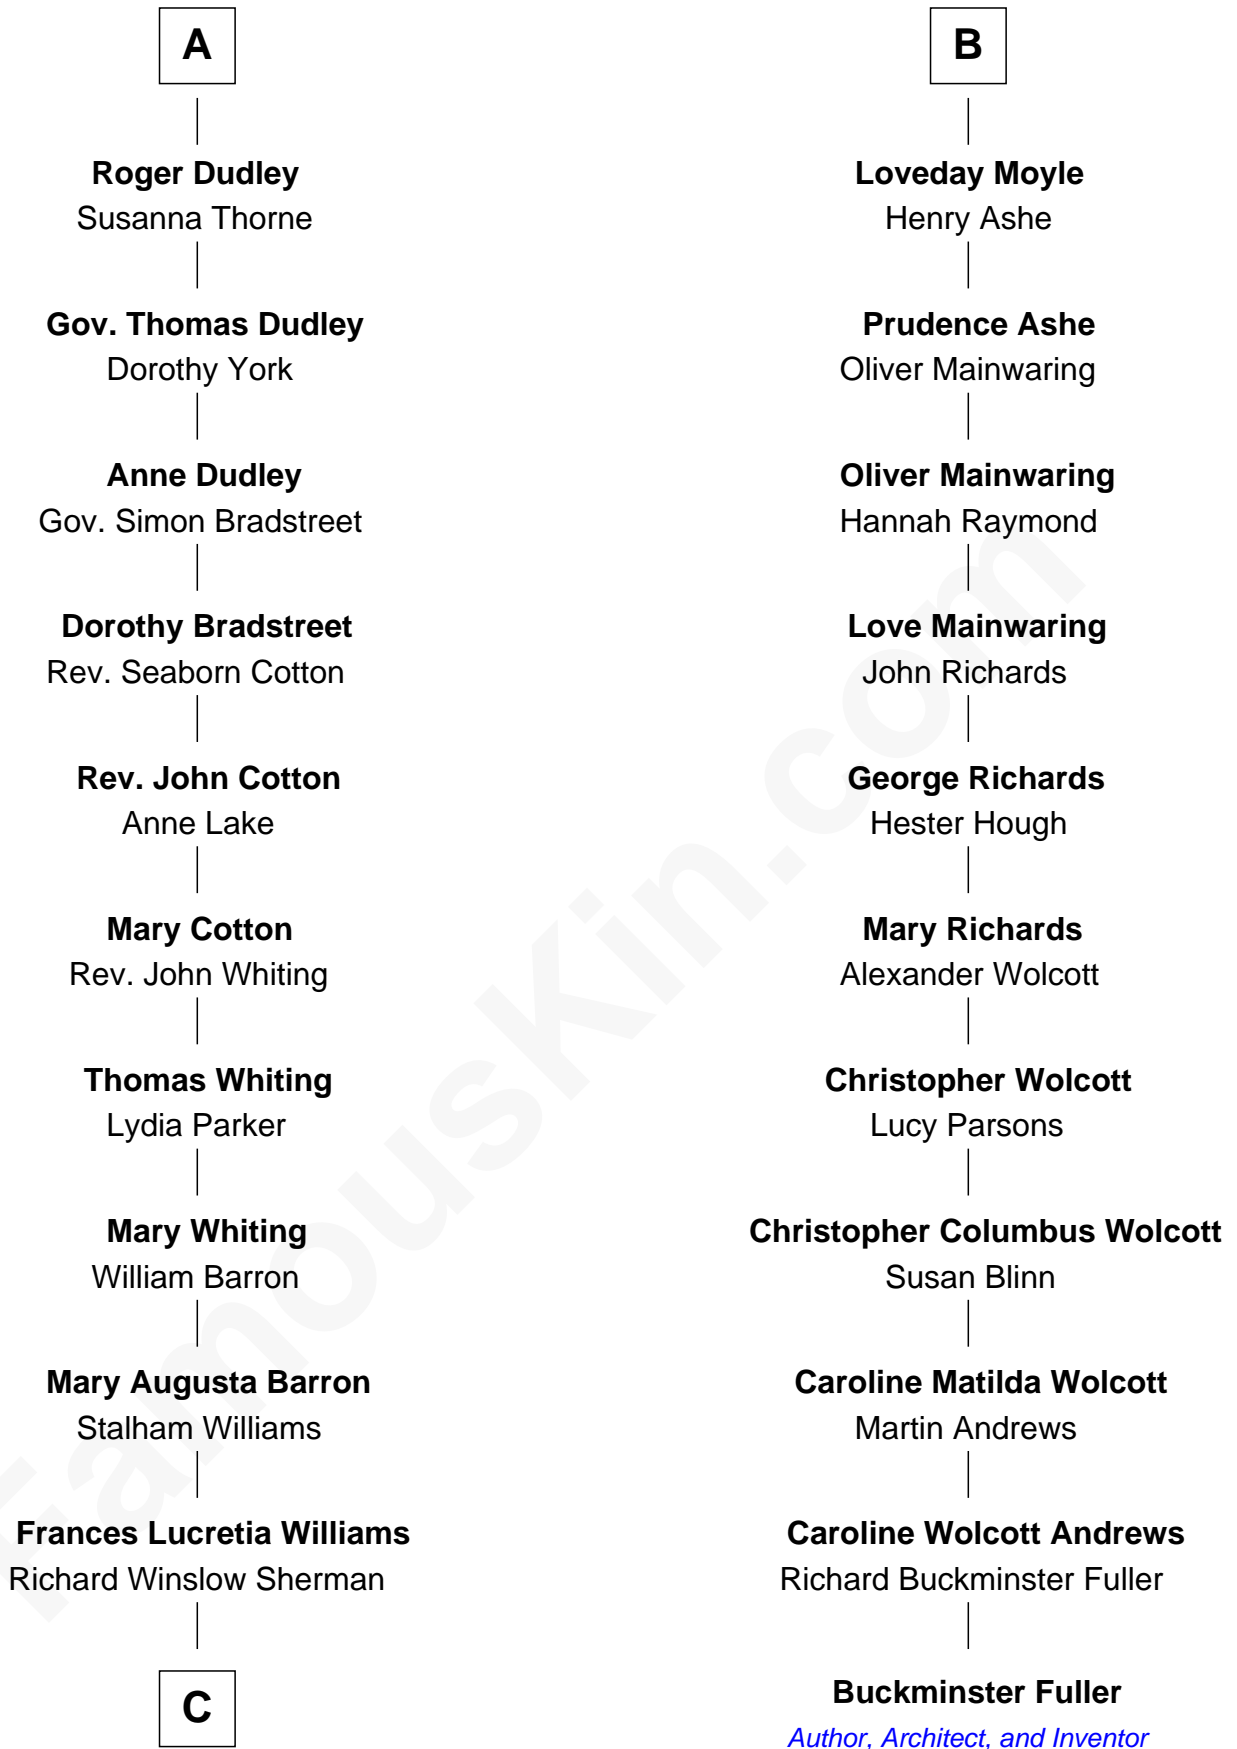 A
Roger Dudley
Susanna Thorne
Gov. Thomas Dudley
Dorothy York
Anne Dudley
Gov. Simon Bradstreet
Dorothy Bradstreet
Rev. Seaborn Cotton
Rev. John Cotton
Anne Lake
Mary Cotton
Rev. John Whiting
Thomas Whiting
Lydia Parker
Mary Whiting
William Barron
Mary Augusta Barron
Stalham Williams
Frances Lucretia Williams
Richard Winslow Sherman
C
B
Loveday Moyle
Henry Ashe
Prudence Ashe
Oliver Mainwaring
Oliver Mainwaring
Hannah Raymond
Love Mainwaring
John Richards
George Richards
Hester Hough
Mary Richards
Alexander Wolcott
Christopher Wolcott
Lucy Parsons
Christopher Columbus Wolcott
Susan Blinn
Caroline Matilda Wolcott
Martin Andrews
Caroline Wolcott Andrews
Richard Buckminster Fuller
Buckminster Fuller
Author, Architect, and Inventor
FamousKin.com